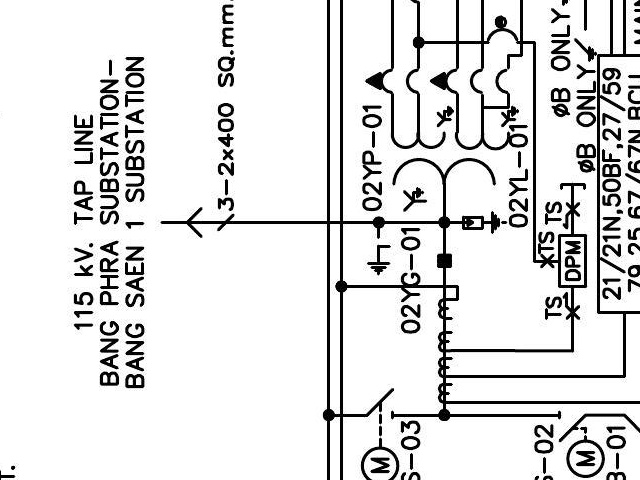 115 kV. TAP LINE
BANG PHRA SUBSTATION-
BANG SAEN 1 SUBSTATION
3-2x400 SQ.mm.
02YP-01
02YG-01
02YL-01
Y
Y
Y
TS
TS
TS
DPM
øB ONLY
øB ONLY
21/21N,50BF,27/59
79,25,67/67N,BCU
M
M
S-03
S-02
B-01